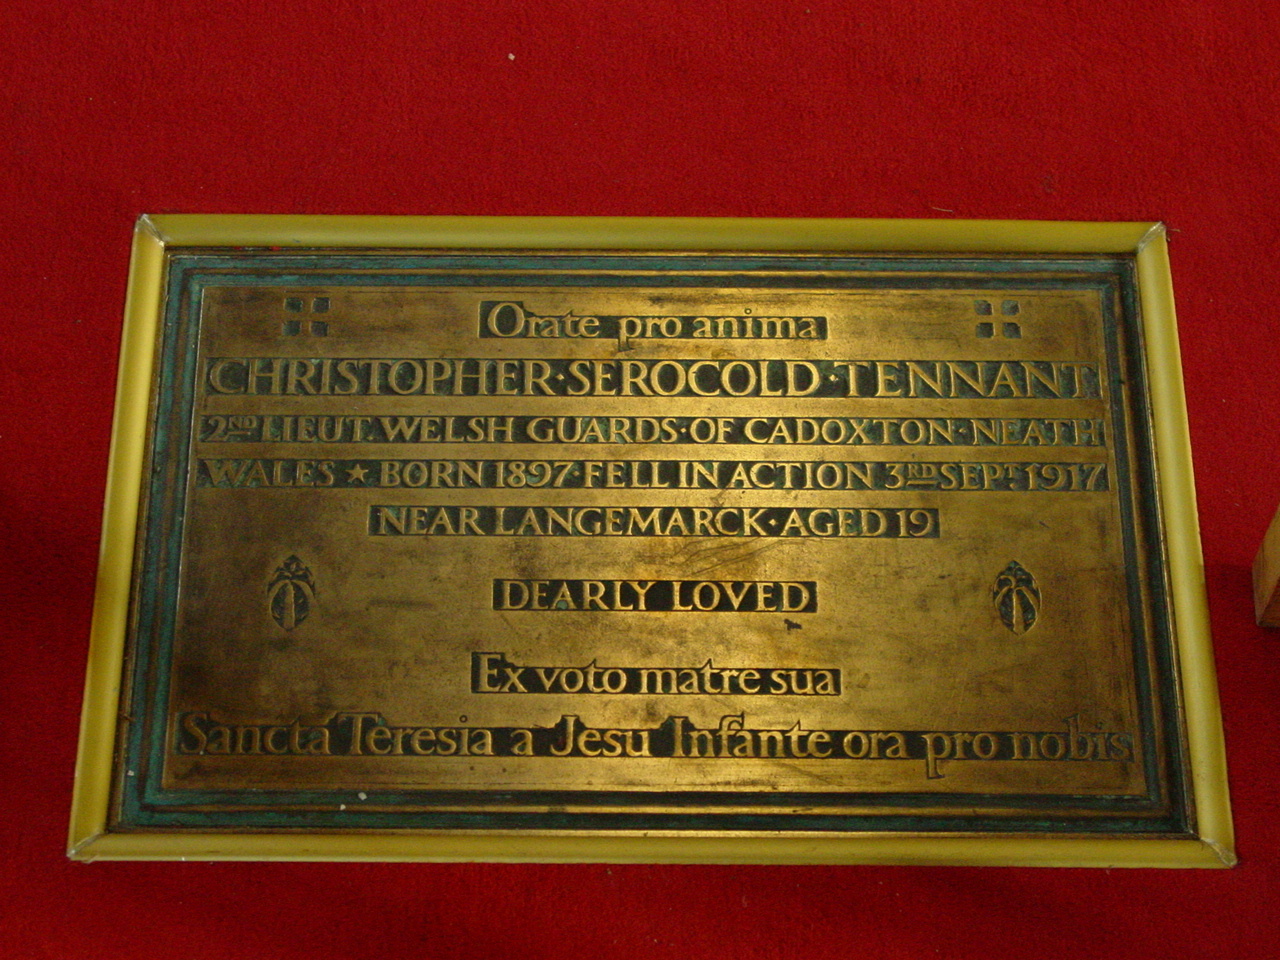 Orate pro anima
CHRISTOPHER·SEROCOLD·TENNANT
2ND LIEUT. WELSH GUARDS·OF CADOXTON·NEATH
WALES ★ BORN 1897·FELL IN ACTION 3RD SEPT. 1917
NEAR LANGEMARCK·AGED 19
DEARLY LOVED
Ex voto matre sua
Sancta Teresia a Jesu Infante ora pro nobis